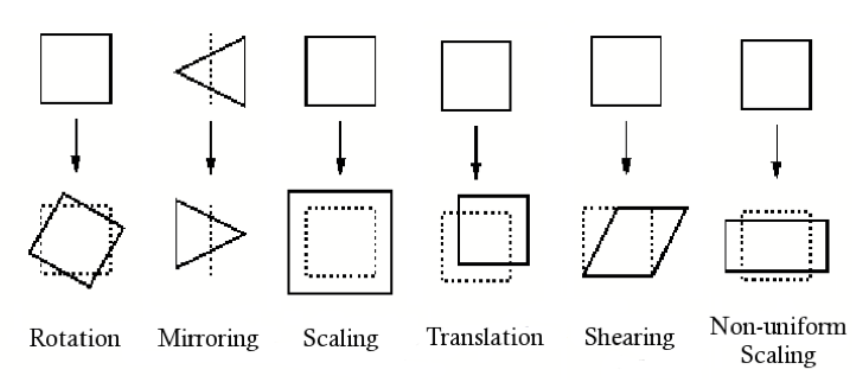 Rotation
Mirroring
Scaling
Translation
Shearing
Non-uniform
Scaling